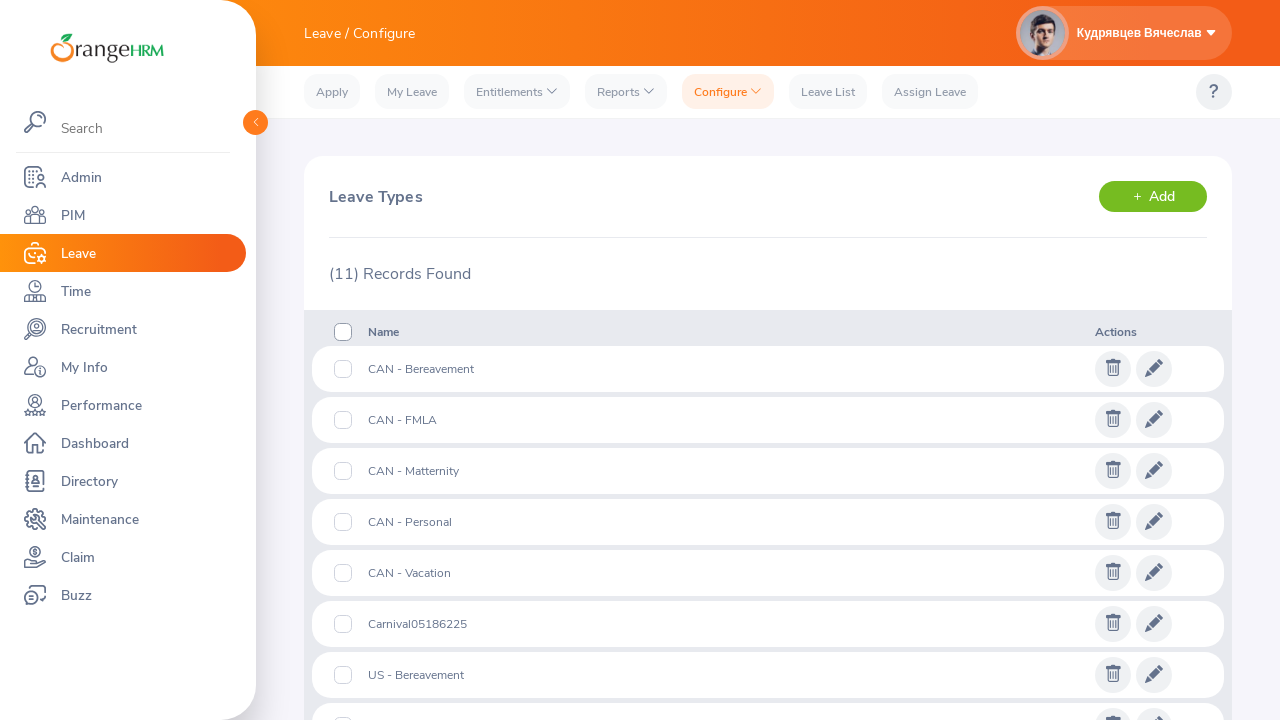 OrangeHRM
Leave / Configure
Кудрявцев Вячеслав
Apply
My Leave
Entitlements
Reports
Configure
Leave List
Assign Leave
?
Search
Admin
PIM
Leave
Time
Recruitment
My Info
Performance
Dashboard
Directory
Maintenance
Claim
Buzz
Leave Types
+ Add
(11) Records Found
Name
Actions
CAN - Bereavement
CAN - FMLA
CAN - Matternity
CAN - Personal
CAN - Vacation
Carnival05186225
US - Bereavement